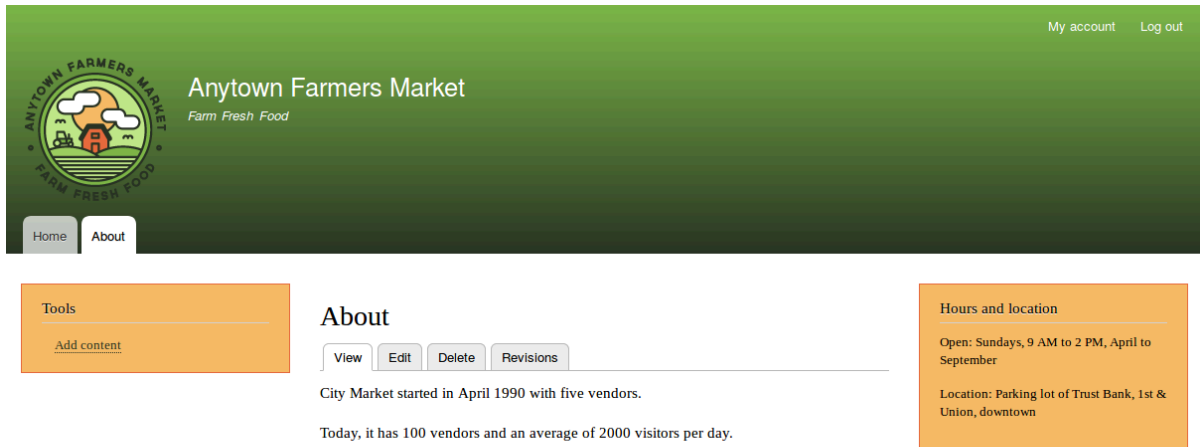 My account Log out
ANYTOWN FARMERS MARKET
FARM FRESH FOOD
Anytown Farmers Market
Farm Fresh Food
Home About
Tools
Add content
About
View Edit Delete Revisions
City Market started in April 1990 with five vendors.
Today, it has 100 vendors and an average of 2000 visitors per day.
Hours and location
Open: Sundays, 9 AM to 2 PM, April to
September
Location: Parking lot of Trust Bank, 1st &
Union, downtown